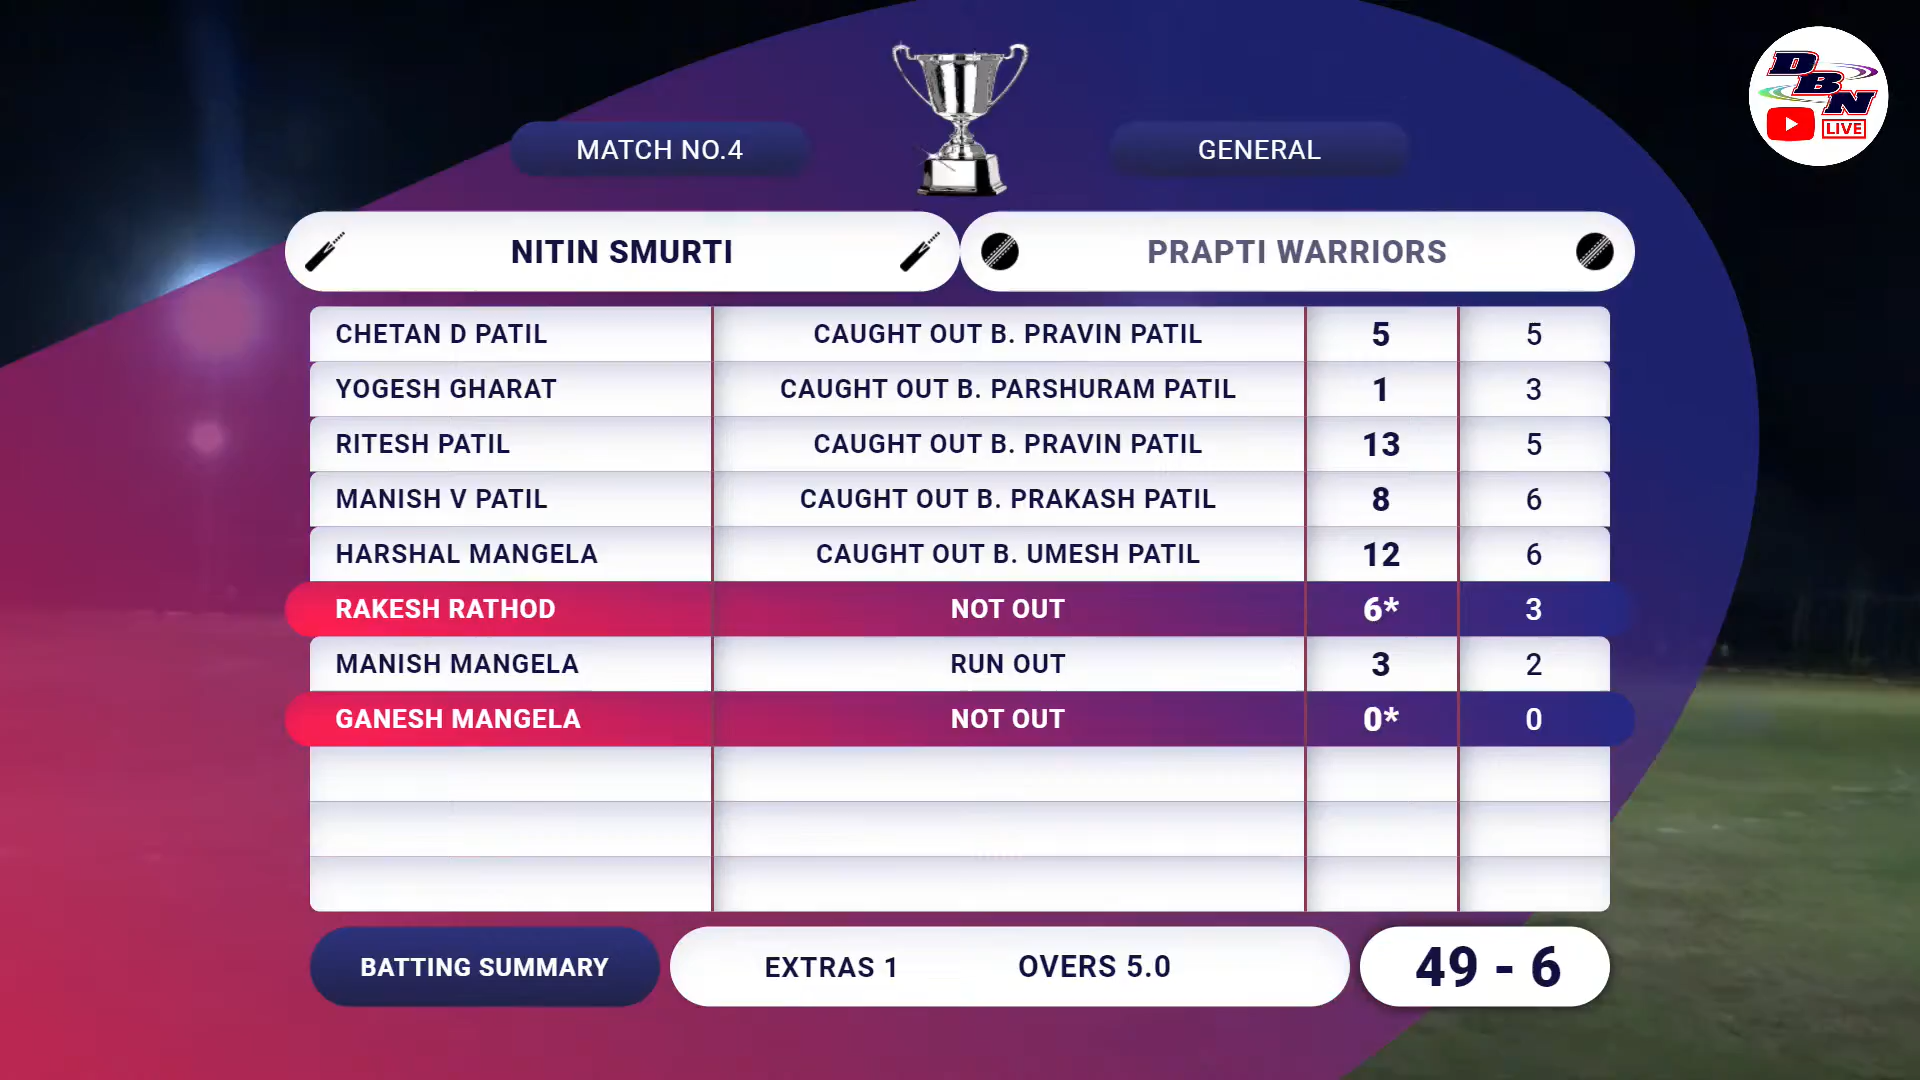 DBN
LIVE
MATCH NO.4
GENERAL
NITIN SMURTI
PRAPTI WARRIORS
CHETAN D PATIL CAUGHT OUT B. PRAVIN PATIL 5 5
YOGESH GHARAT CAUGHT OUT B. PARSHURAM PATIL 1 3
RITESH PATIL CAUGHT OUT B. PRAVIN PATIL 13 5
MANISH V PATIL CAUGHT OUT B. PRAKASH PATIL 8 6
HARSHAL MANGELA CAUGHT OUT B. UMESH PATIL 12 6
RAKESH RATHOD NOT OUT 6* 3
MANISH MANGELA RUN OUT 3 2
GANESH MANGELA NOT OUT 0* 0
BATTING SUMMARY EXTRAS 1 OVERS 5.0 49 - 6